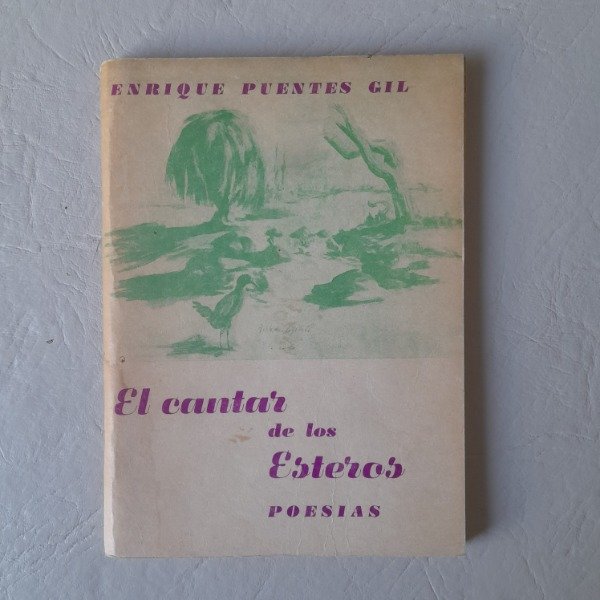 ENRIQUE PUENTES GIL
El cantar
de los
Esteros
POESIAS